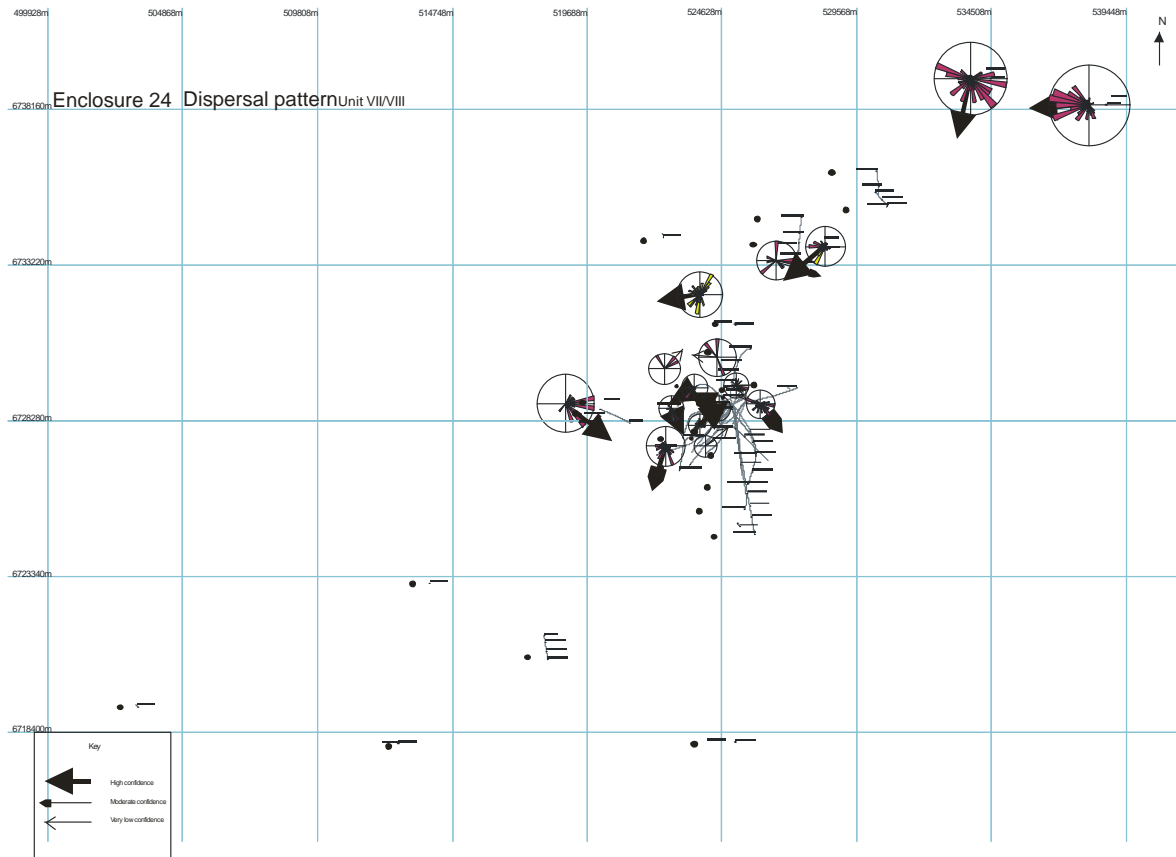 499928m 504868m 509808m 514748m 519688m 524628m 529568m 534508m 539448m
N
Enclosure 24 Dispersal pattern Unit VII/VIII
6738160m
6733220m
6728280m
6723340m
6718400m
Key
High confidence
Moderate confidence
Very low confidence